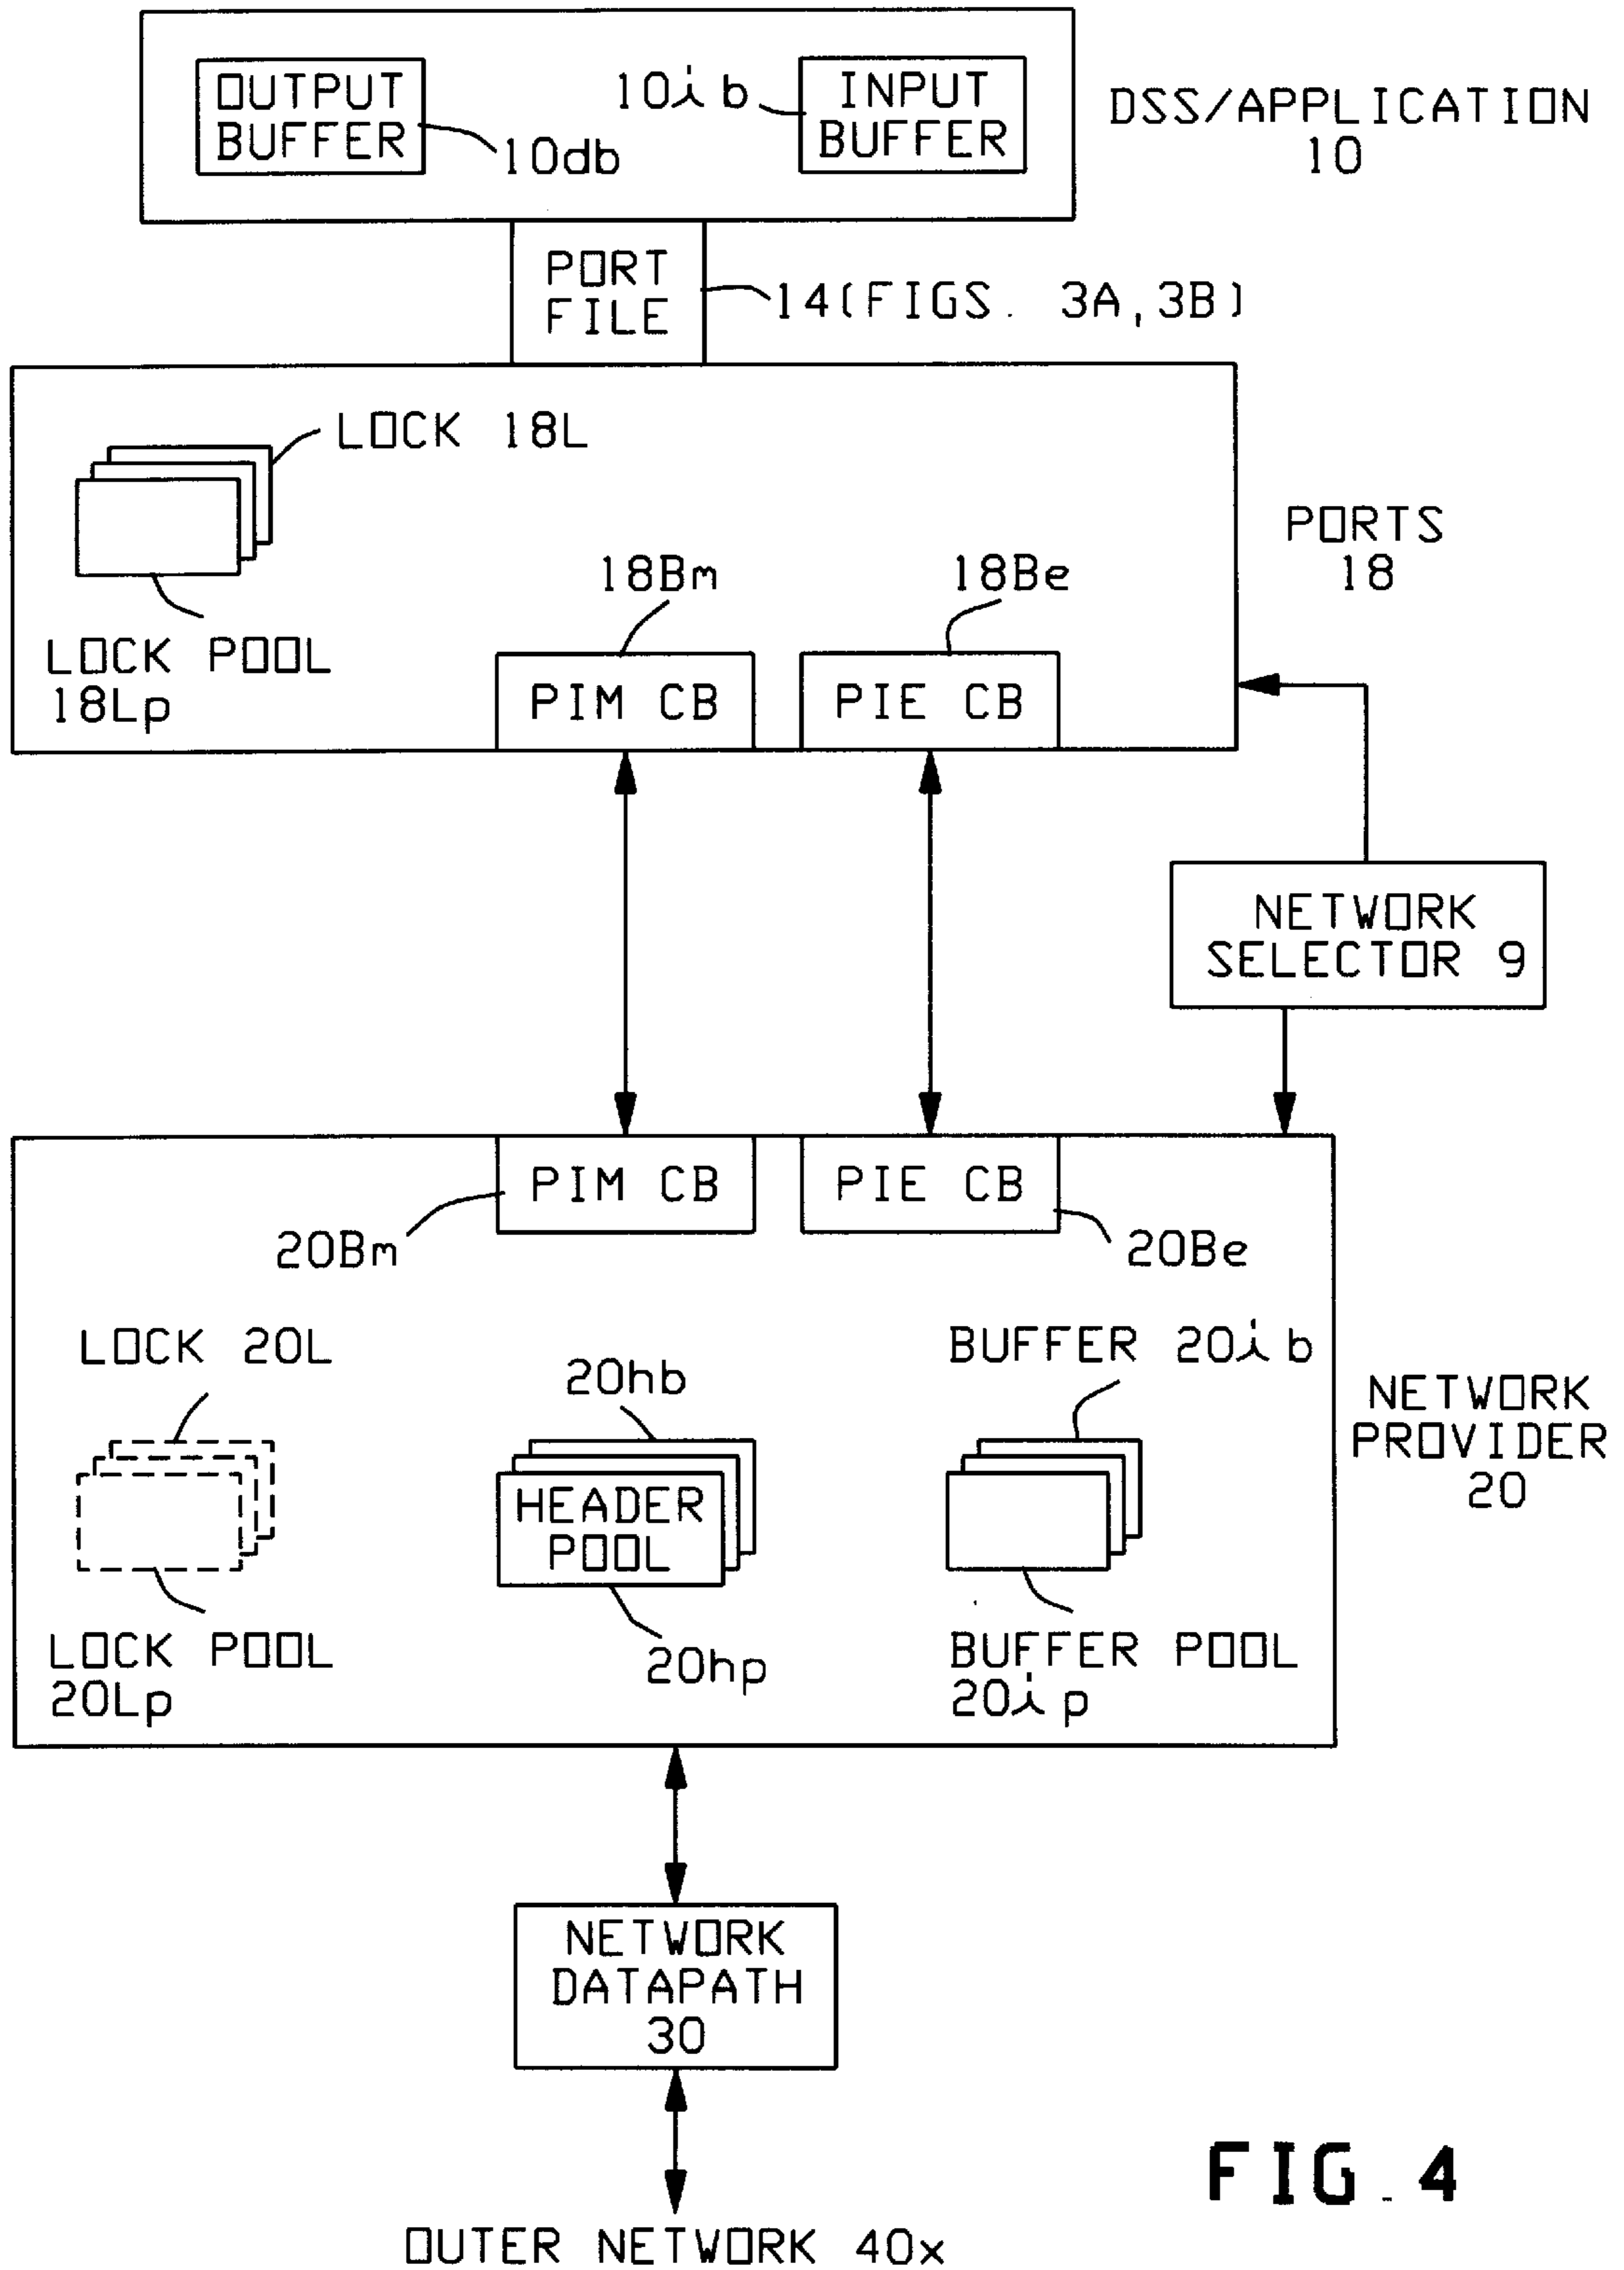 OUTPUT
BUFFER
10db
10ib
INPUT
BUFFER
DSS/APPLICATION
10
PORT
FILE
14(FIGS. 3A,3B)
LOCK 18L
LOCK POOL
18Lp
18Bm
18Be
PIM CB
PIE CB
PORTS
18
NETWORK
SELECTOR 9
PIM CB
PIE CB
20Bm
20Be
LOCK 20L
20hb
BUFFER 20ib
HEADER
POOL
LOCK POOL
20Lp
20hp
BUFFER POOL
20ip
NETWORK
PROVIDER
20
NETWORK
DATAPATH
30
OUTER NETWORK 40x
FIG. 4